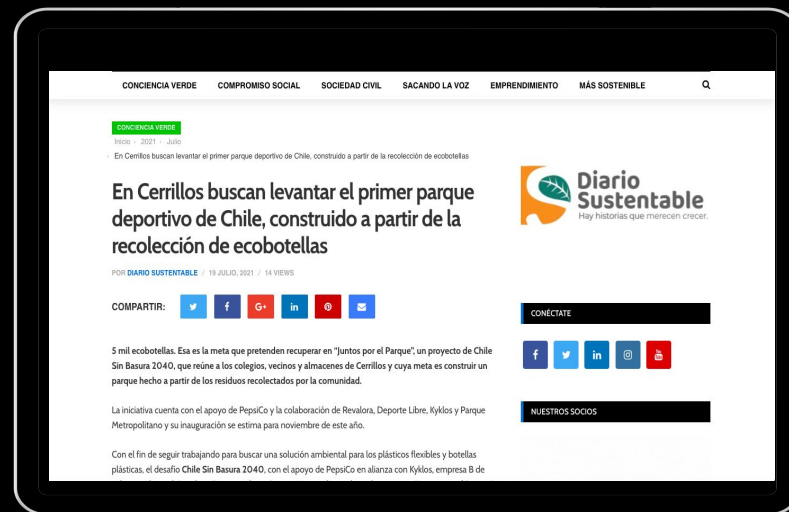 CONCIENCIA VERDE COMPROMISO SOCIAL SOCIEDAD CIVIL SACANDO LA VOZ EMPRENDIMIENTO MÁS SOSTENIBLE
CONCIENCIA VERDE
Inicio › 2021 › Julio
› En Cerrillos buscan levantar el primer parque deportivo de Chile, construido a partir de la recolección de ecobotellas
En Cerrillos buscan levantar el primer parque
deportivo de Chile, construido a partir de la
recolección de ecobotellas
POR DIARIO SUSTENTABLE / 19 JULIO, 2021 / 14 VIEWS
COMPARTIR:
G+
5 mil ecobotellas. Esa es la meta que pretenden recuperar en “Juntos por el Parque”, un proyecto de Chile
Sin Basura 2040, que reúne a los colegios, vecinos y almacenes de Cerrillos y cuya meta es construir un
parque hecho a partir de los residuos recolectados por la comunidad.
La iniciativa cuenta con el apoyo de PepsiCo y la colaboración de Revalora, Deporte Libre, Kyklos y Parque
Metropolitano y su inauguración se estima para noviembre de este año.
Con el fin de seguir trabajando para buscar una solución ambiental para los plásticos flexibles y botellas
plásticas, el desafío Chile Sin Basura 2040, con el apoyo de PepsiCo en alianza con Kyklos, empresa B de
Diario
Sustentable
Hay historias que merecen crecer.
CONÉCTATE
NUESTROS SOCIOS